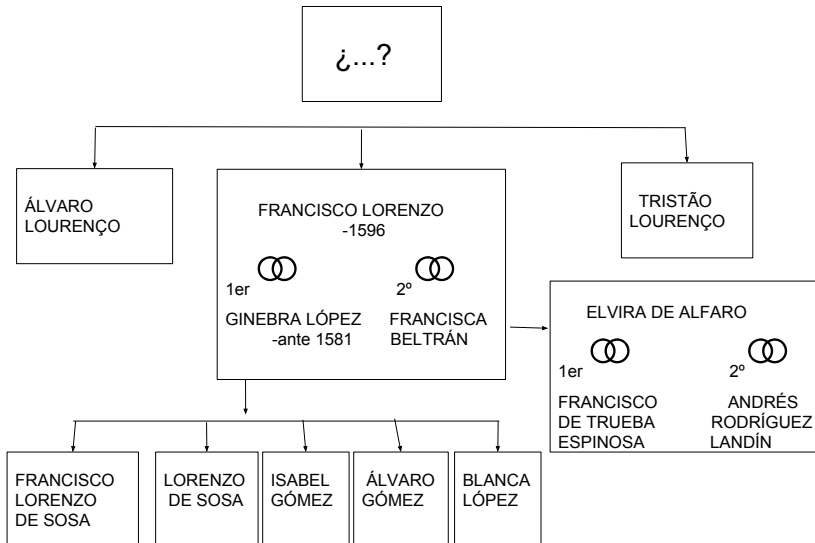 ¿...?
ÁLVARO
LOURENÇO
FRANCISCO LORENZO
-1596
1er
2º
GINEBRA LÓPEZ
-ante 1581
FRANCISCA
BELTRÁN
TRISTÃO
LOURENÇO
ELVIRA DE ALFARO
1er
2º
FRANCISCO
DE TRUEBA
ESPINOSA
ANDRÉS
RODRÍGUEZ
LANDÍN
FRANCISCO
LORENZO
DE SOSA
LORENZO
DE SOSA
ISABEL
GÓMEZ
ÁLVARO
GÓMEZ
BLANCA
LÓPEZ